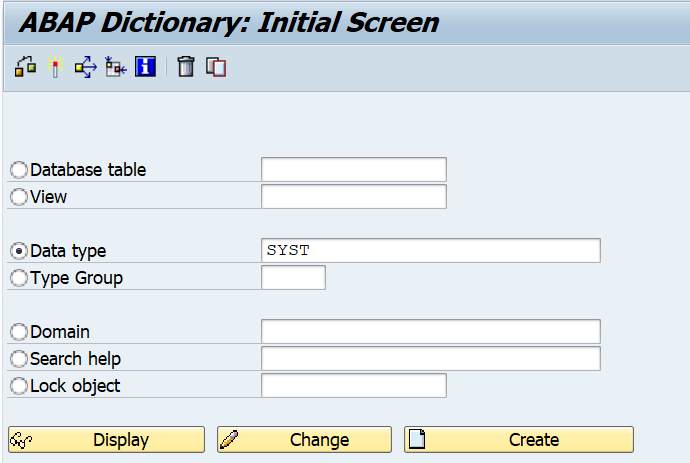 ABAP Dictionary: Initial Screen
Database table
View
Data type SYST
Type Group
Domain
Search help
Lock object
Display Change Create